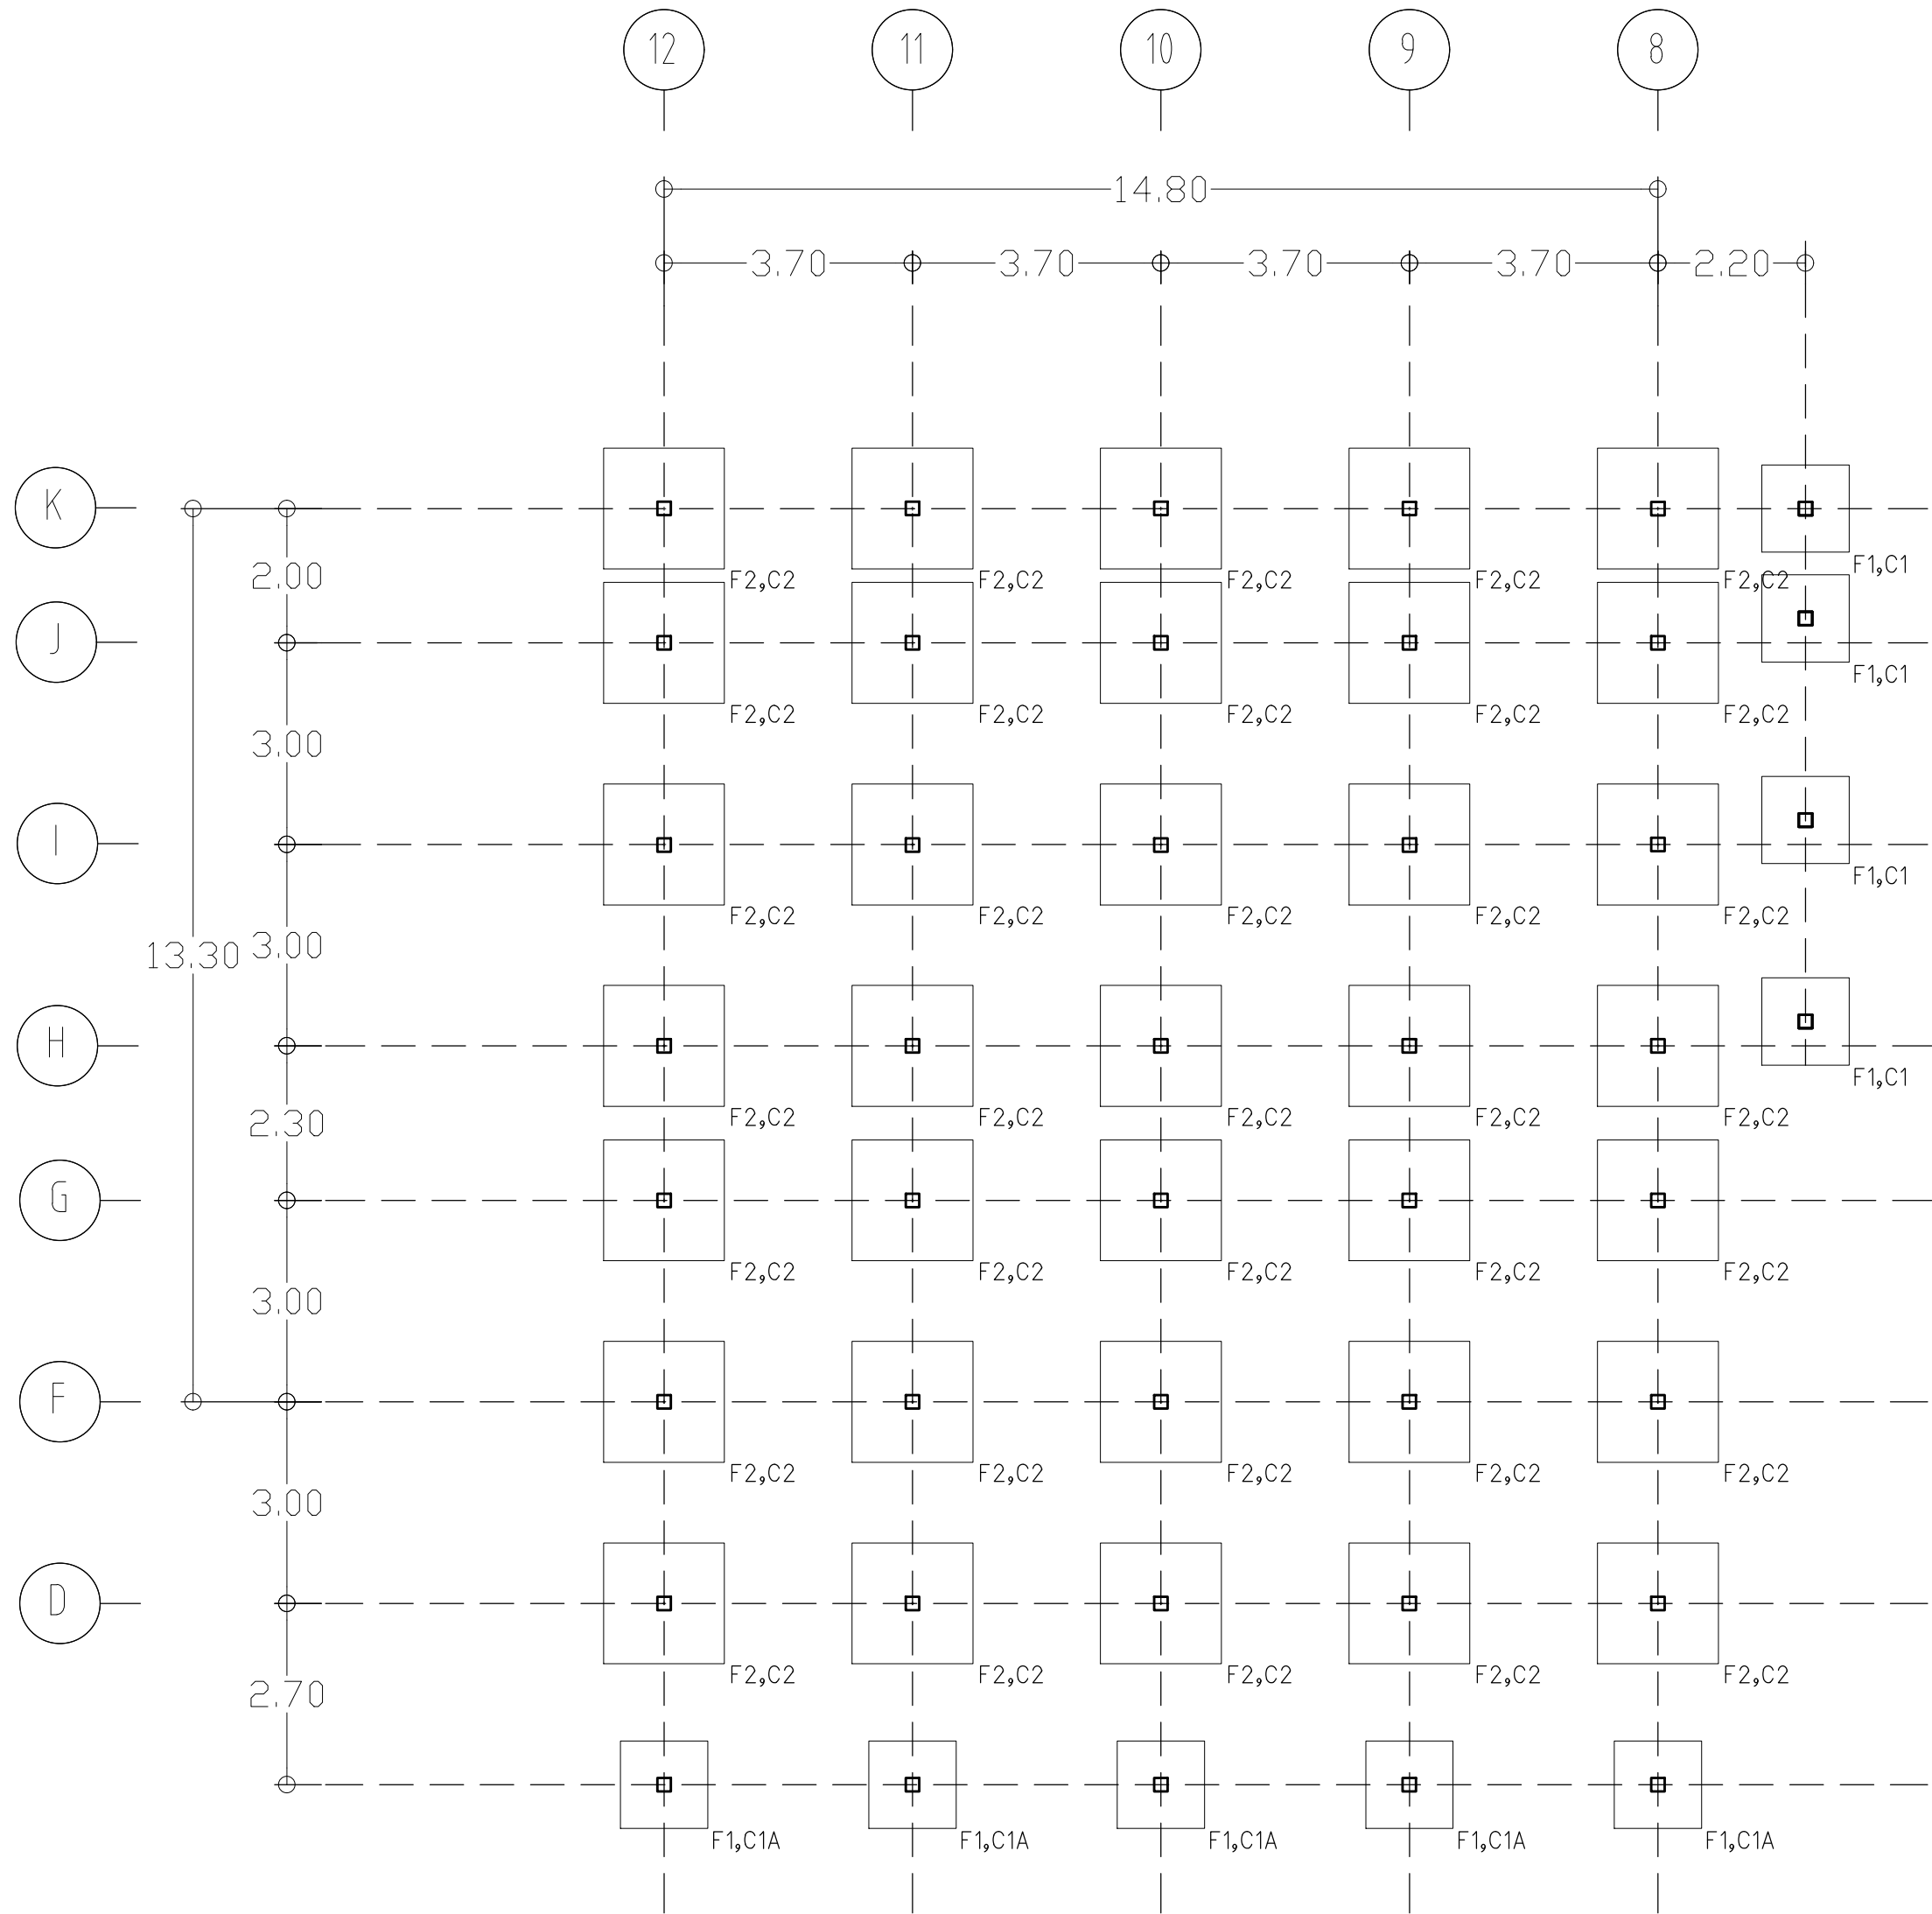 12 11 10 9 8
14.80
3.70 3.70 3.70 3.70 2.20
K
F1,C1
2.00 F2,C2 F2,C2 F2,C2 F2,C2 F2,C2
J
F1,C1
F2,C2 F2,C2 F2,C2 F2,C2 F2,C2
3.00
I
F1,C1
F2,C2 F2,C2 F2,C2 F2,C2 F2,C2
13.30 3.00
H
F1,C1
2.30 F2,C2 F2,C2 F2,C2 F2,C2 F2,C2
G
F2,C2 F2,C2 F2,C2 F2,C2 F2,C2
3.00
F
F2,C2 F2,C2 F2,C2 F2,C2 F2,C2
3.00
D
F2,C2 F2,C2 F2,C2 F2,C2 F2,C2
2.70
F1,C1A F1,C1A F1,C1A F1,C1A F1,C1A